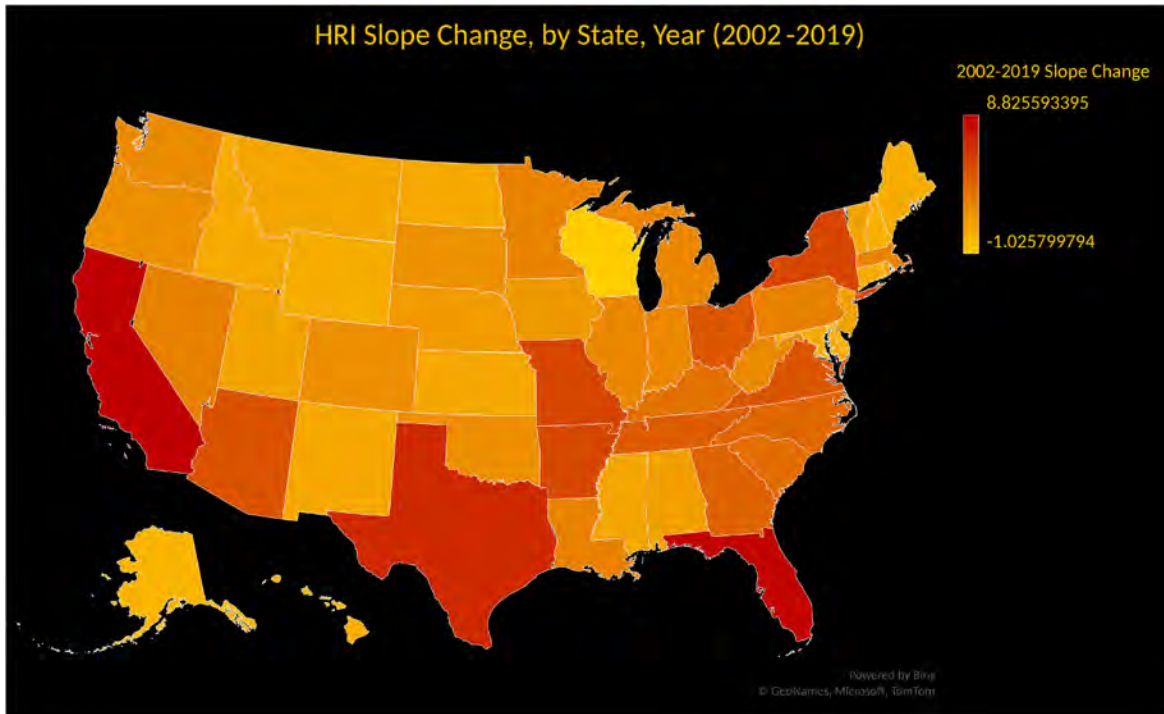 HRI Slope Change, by State, Year (2002 -2019)
2002-2019 Slope Change
8.825593395
-1.025799794
Powered by Bing
© GeoNames, Microsoft, TomTom